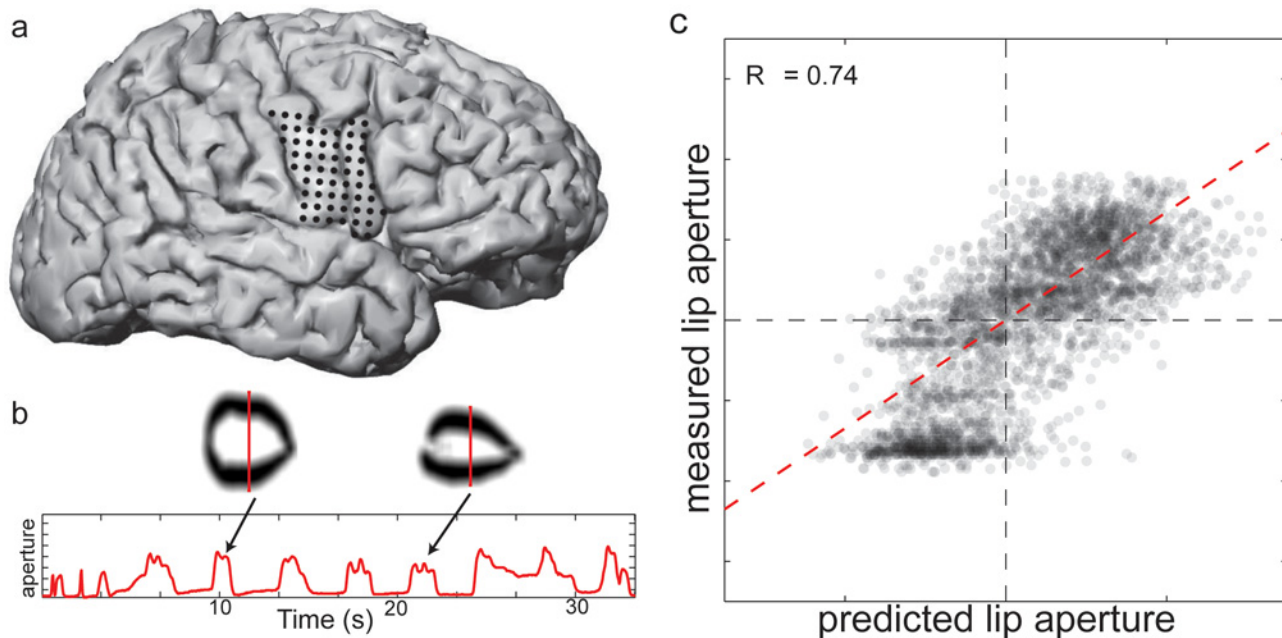 a
b
aperture
10
20
30
Time (s)
c
R = 0.74
measured lip aperture
predicted lip aperture